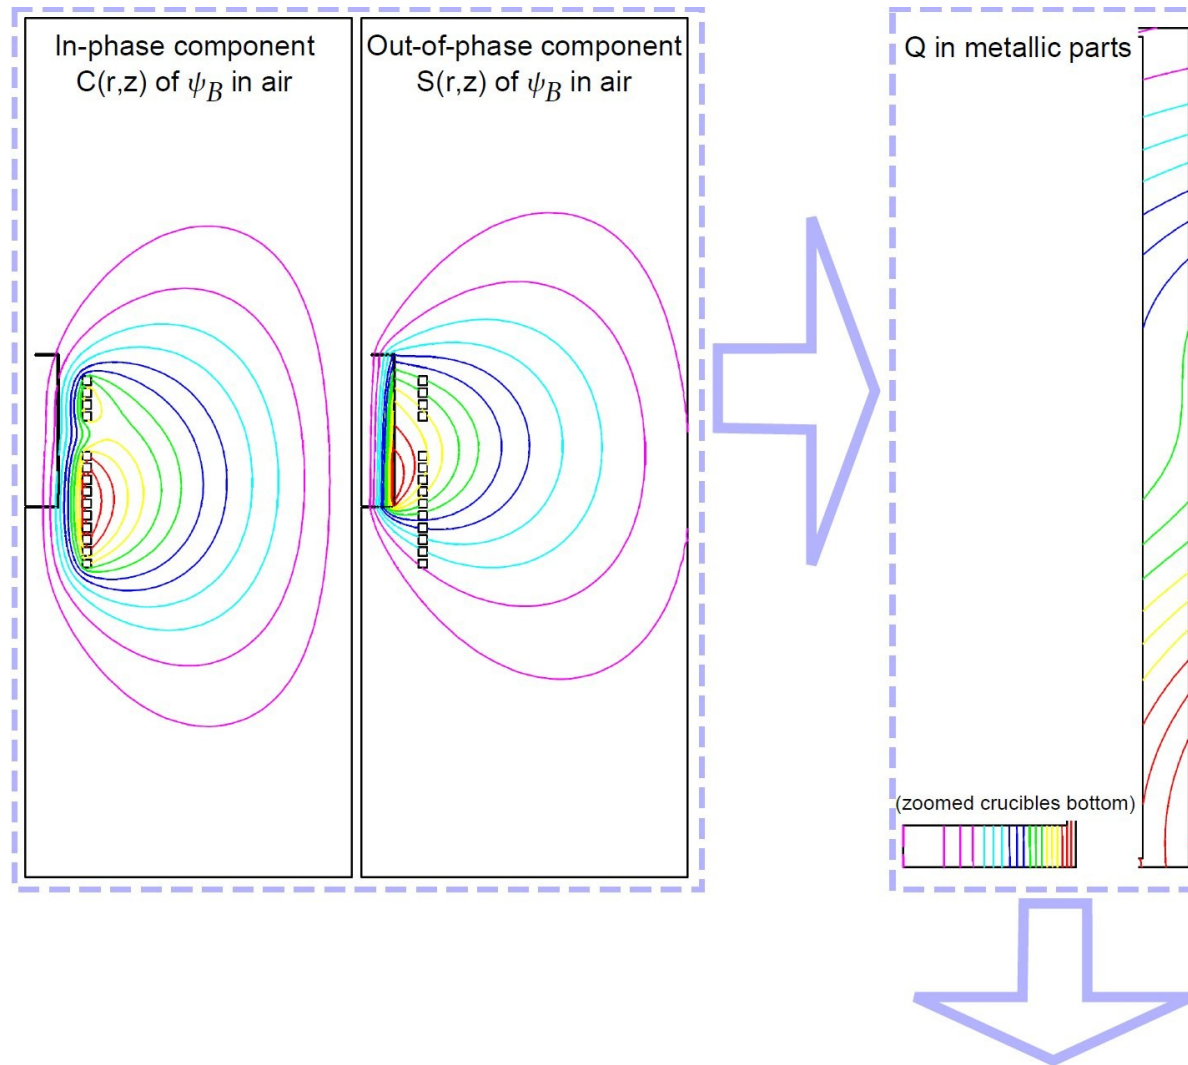 In-phase component
C(r,z) of ψB in air
Out-of-phase component
S(r,z) of ψB in air
Q in metallic parts
(zoomed crucibles bottom)